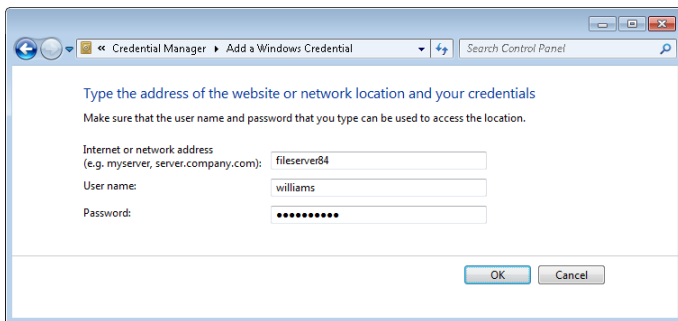 « Credential Manager ▸ Add a Windows Credential
Search Control Panel
Type the address of the website or network location and your credentials
Make sure that the user name and password that you type can be used to access the location.
Internet or network address
(e.g. myserver, server.company.com): fileserver84
User name: williams
Password: ●●●●●●●●●●
OK Cancel